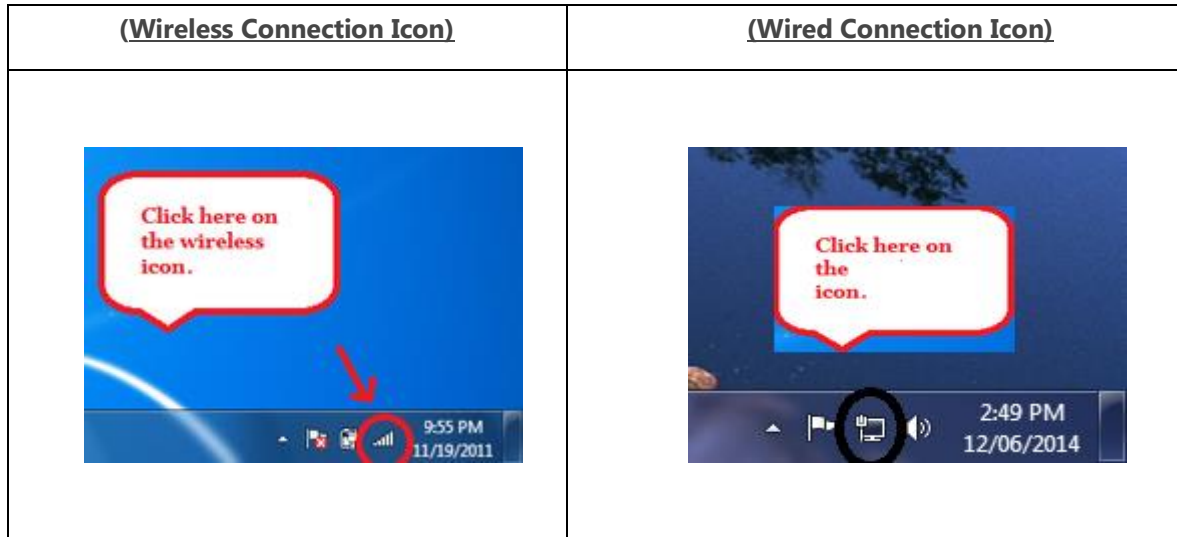 (Wireless Connection Icon)
(Wired Connection Icon)
Click here on
the wireless
icon.
9:55 PM
11/19/2011
Click here on
the
icon.
2:49 PM
12/06/2014